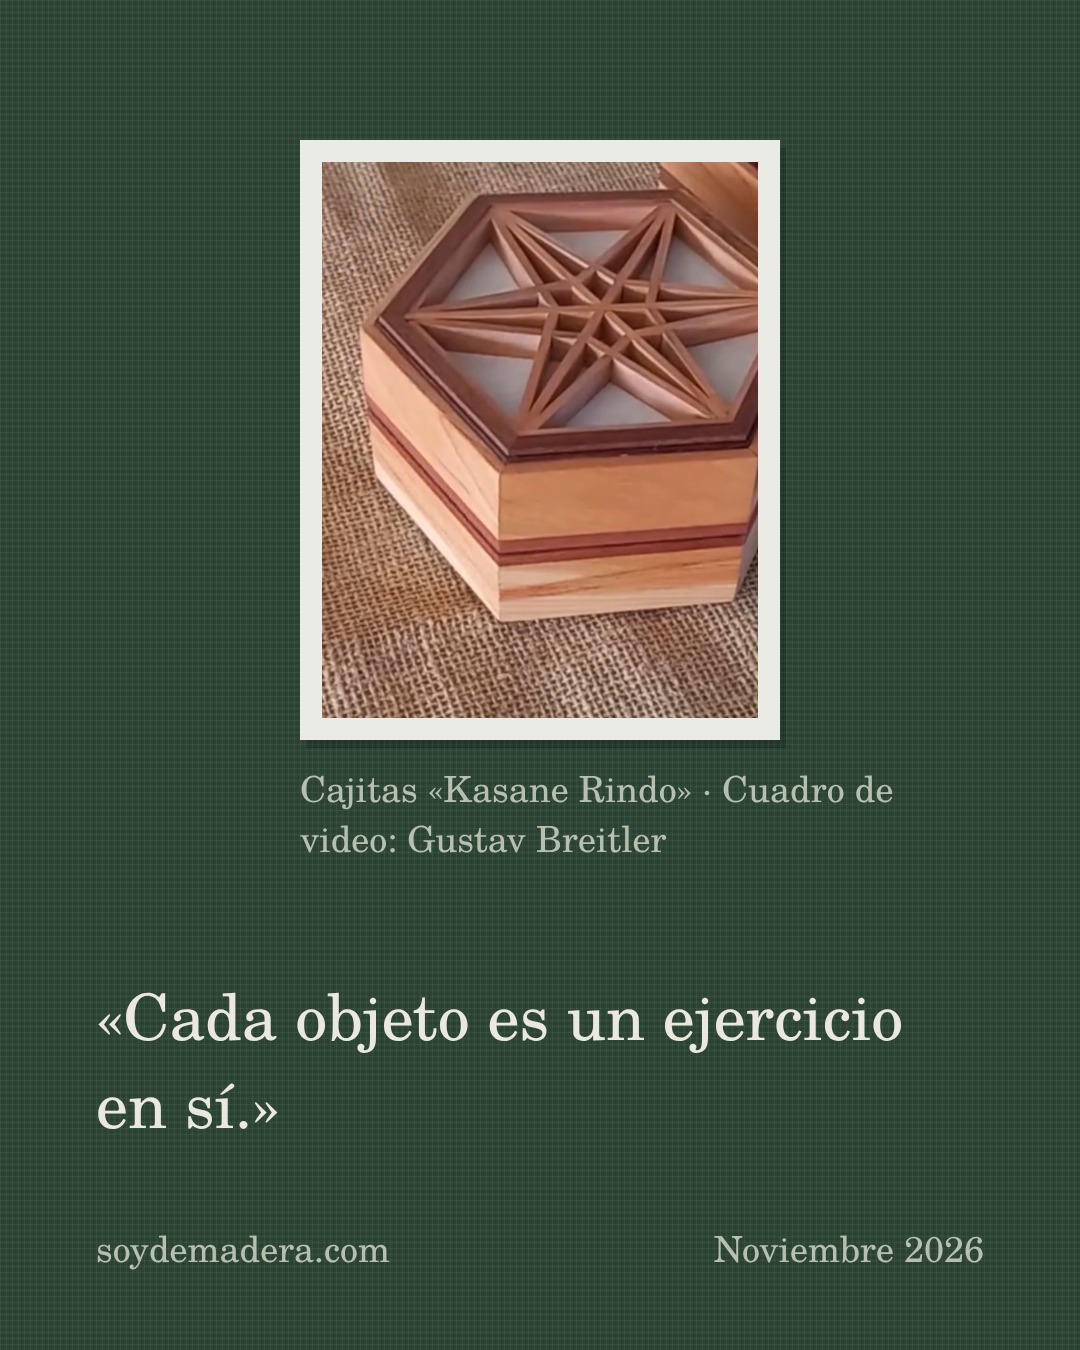 Cajitas «Kasane Rindo» · Cuadro de
video: Gustav Breitler
«Cada objeto es un ejercicio
en sí.»
soydemadera.com
Noviembre 2026